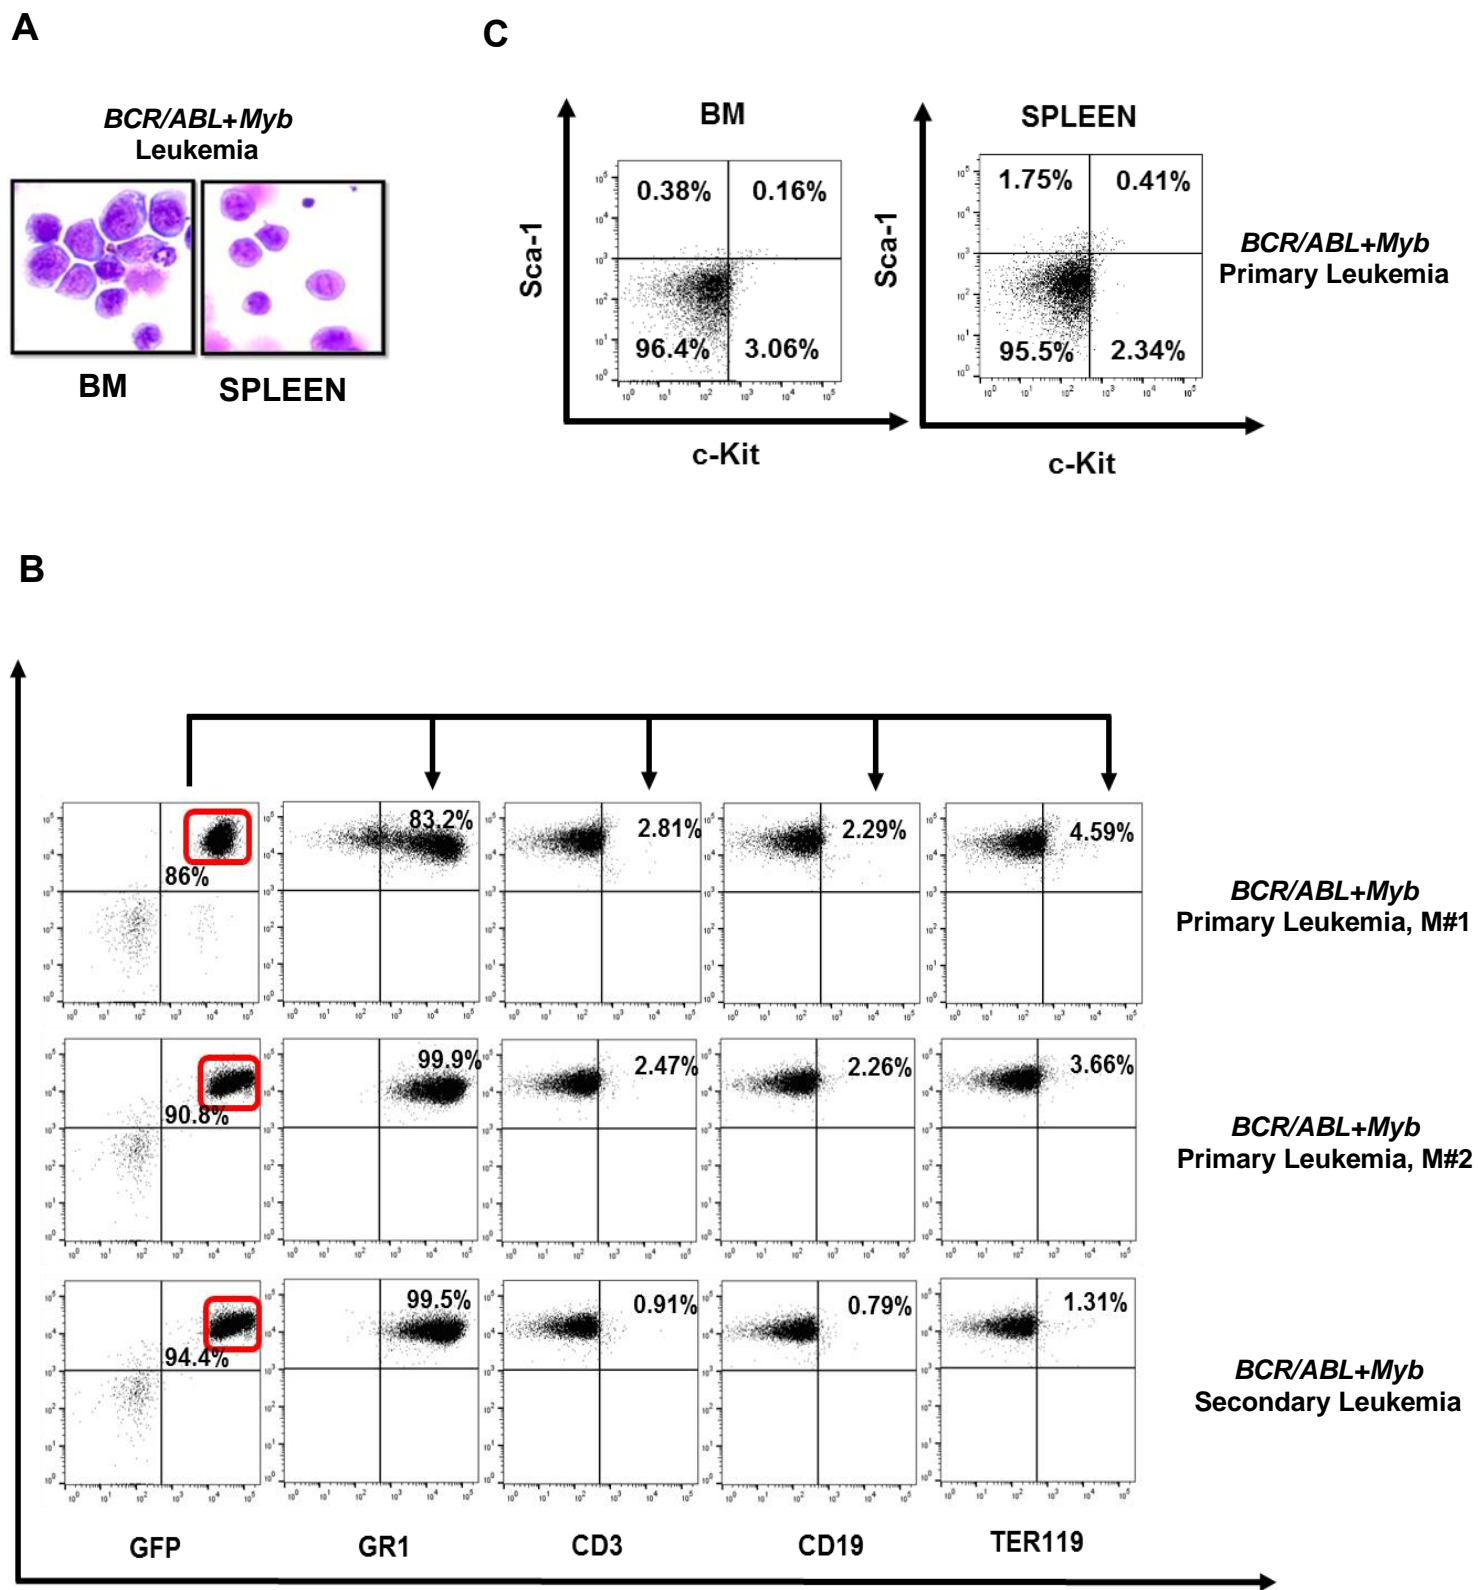 A
C
BCR/ABL+Myb
Leukemia
BM
SPLEEN
BM
SPLEEN
Sca-1
0.38%
0.16%
96.4%
3.06%
c-Kit
Sca-1
1.75%
0.41%
95.5%
2.34%
c-Kit
BCR/ABL+Myb
Primary Leukemia
B
86%
83.2%
2.81%
2.29%
4.59%
BCR/ABL+Myb
Primary Leukemia, M#1
90.8%
99.9%
2.47%
2.26%
3.66%
BCR/ABL+Myb
Primary Leukemia, M#2
94.4%
99.5%
0.91%
0.79%
1.31%
BCR/ABL+Myb
Secondary Leukemia
GFP
GR1
CD3
CD19
TER119